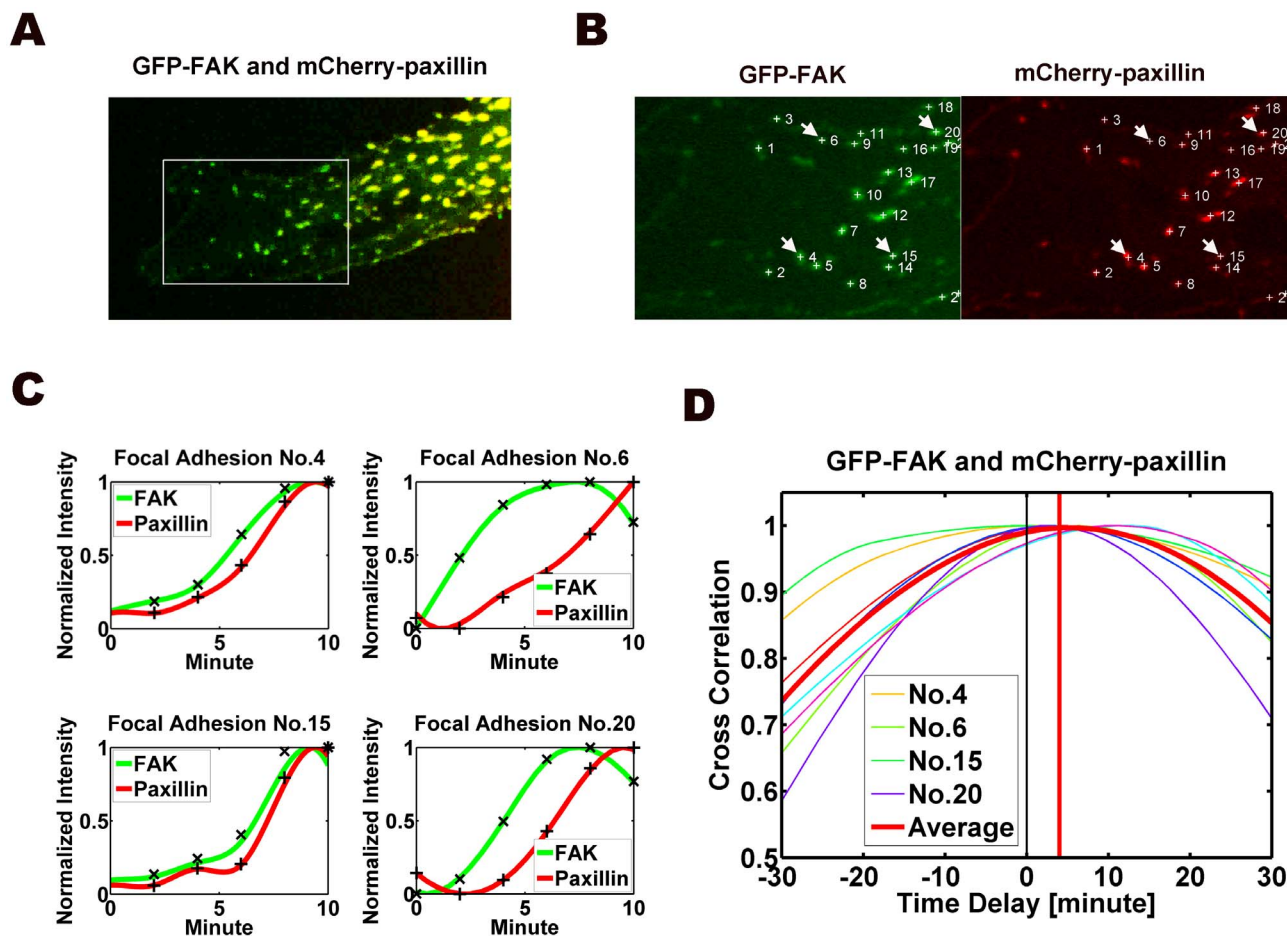 A
GFP-FAK and mCherry-paxillin
B
GFP-FAK
mCherry-paxillin
18
3
20
6
11
9
16
19
1
13
17
10
12
7
4
15
5
14
2
8
2
18
3
20
6
11
9
16
19
1
13
17
10
12
7
4
15
5
14
2
8
2
C
Focal Adhesion No.4
Normalized Intensity
1
0.5
0
FAK
Paxillin
0
5
10
Minute
Focal Adhesion No.6
Normalized Intensity
1
0.5
0
FAK
Paxillin
0
5
10
Minute
Focal Adhesion No.15
Normalized Intensity
1
0.5
0
FAK
Paxillin
0
5
10
Minute
Focal Adhesion No.20
Normalized Intensity
1
0.5
0
FAK
Paxillin
0
5
10
Minute
D
GFP-FAK and mCherry-paxillin
Cross Correlation
1
0.9
0.8
0.7
0.6
0.5
No.4
No.6
No.15
No.20
Average
-30
-20
-10
0
10
20
30
Time Delay [minute]